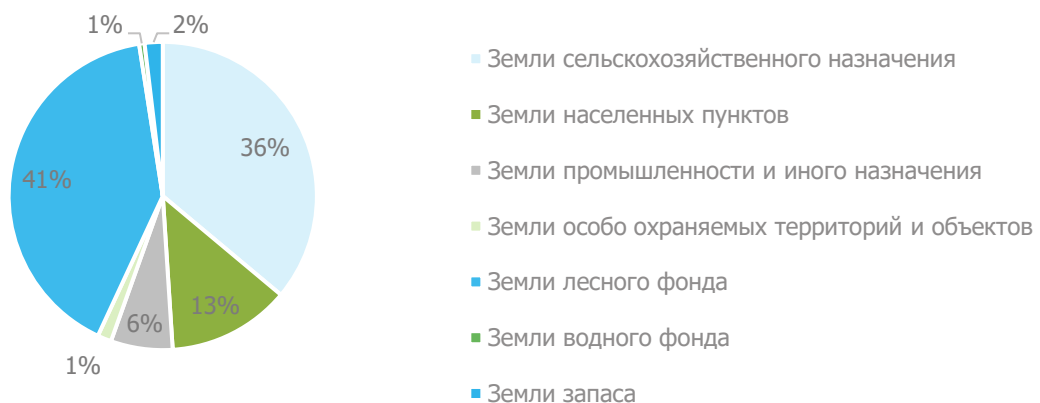 1%
2%
36%
41%
13%
6%
1%
Земли сельскохозяйственного назначения
Земли населенных пунктов
Земли промышленности и иного назначения
Земли особо охраняемых территорий и объектов
Земли лесного фонда
Земли водного фонда
Земли запаса